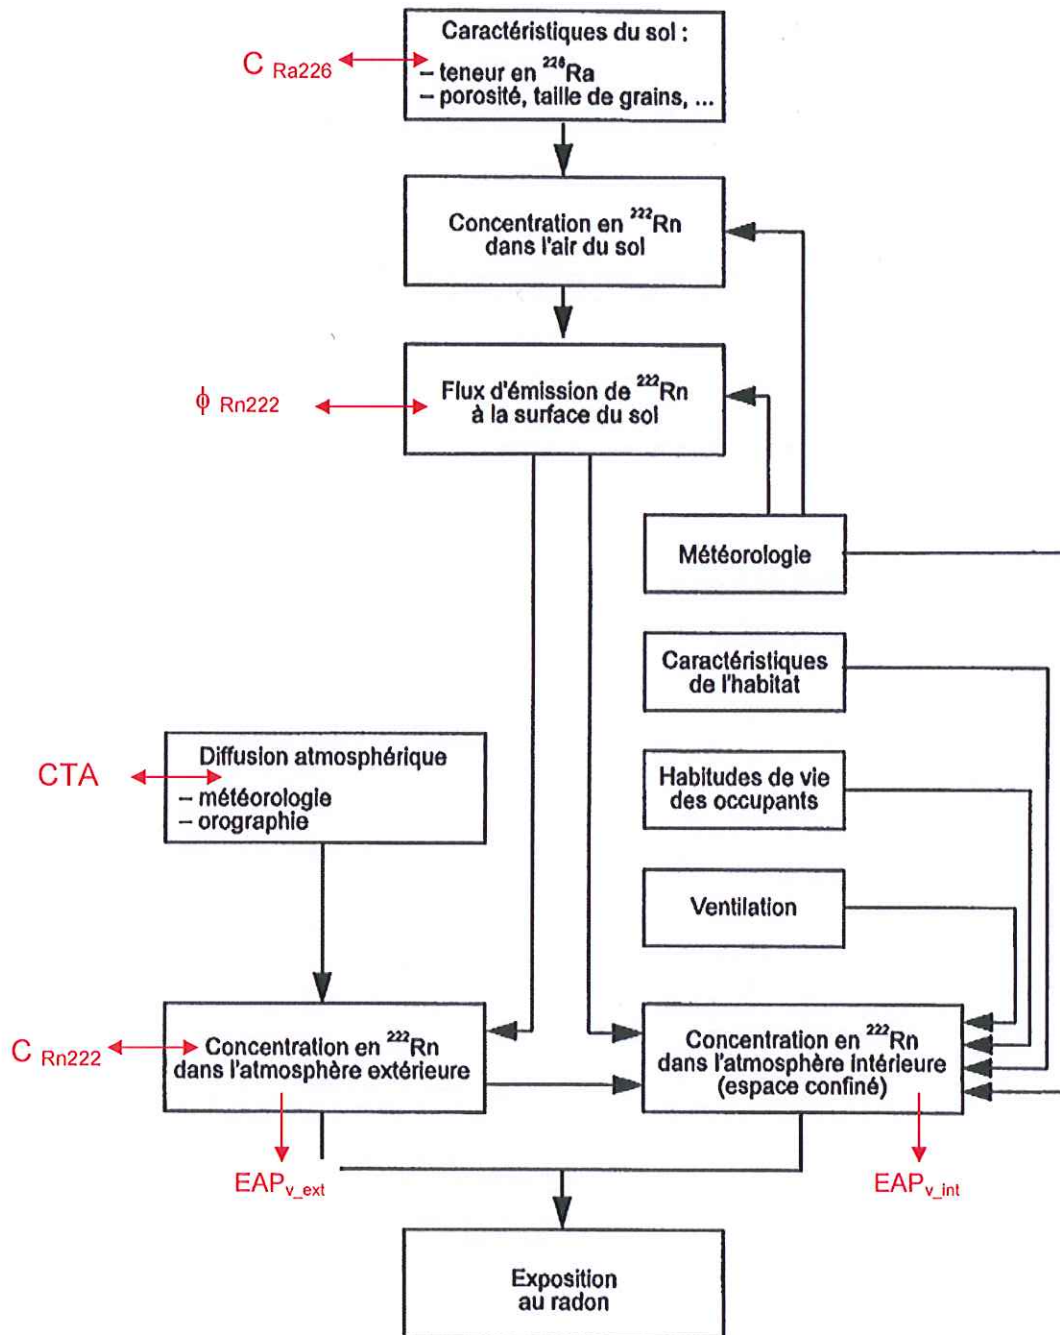 Caractéristiques du sol :
C Ra226
– teneur en ²²⁶Ra
– porosité, taille de grains, ...
Concentration en ²²²Rn
dans l'air du sol
ϕ Rn222
Flux d'émission de ²²²Rn
à la surface du sol
Météorologie
Caractéristiques
de l'habitat
CTA
Diffusion atmosphérique
– météorologie
– orographie
Habitudes de vie
des occupants
Ventilation
C Rn222
Concentration en ²²²Rn
dans l'atmosphère extérieure
Concentration en ²²²Rn
dans l'atmosphère intérieure
(espace confiné)
EAPv_ext
EAPv_int
Exposition
au radon